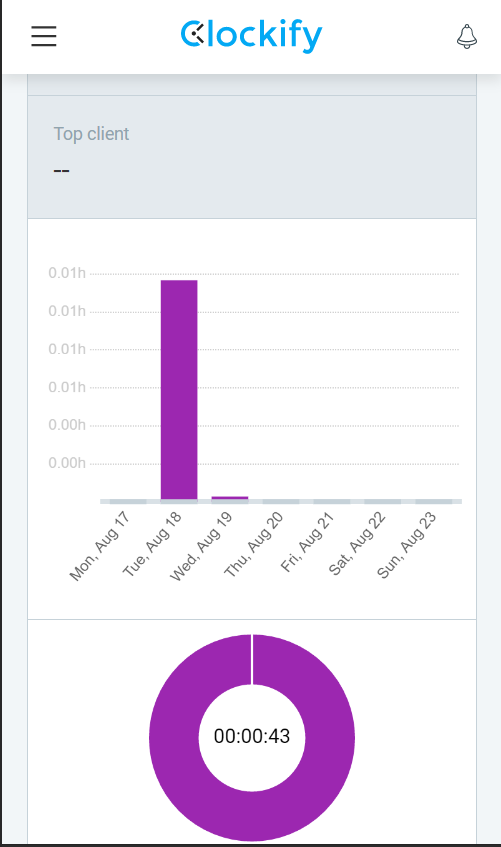 Clockify
Top client
--
0.01h
0.01h
0.01h
0.01h
0.00h
0.00h
Mon, Aug 17
Tue, Aug 18
Wed, Aug 19
Thu, Aug 20
Fri, Aug 21
Sat, Aug 22
Sun, Aug 23
00:00:43